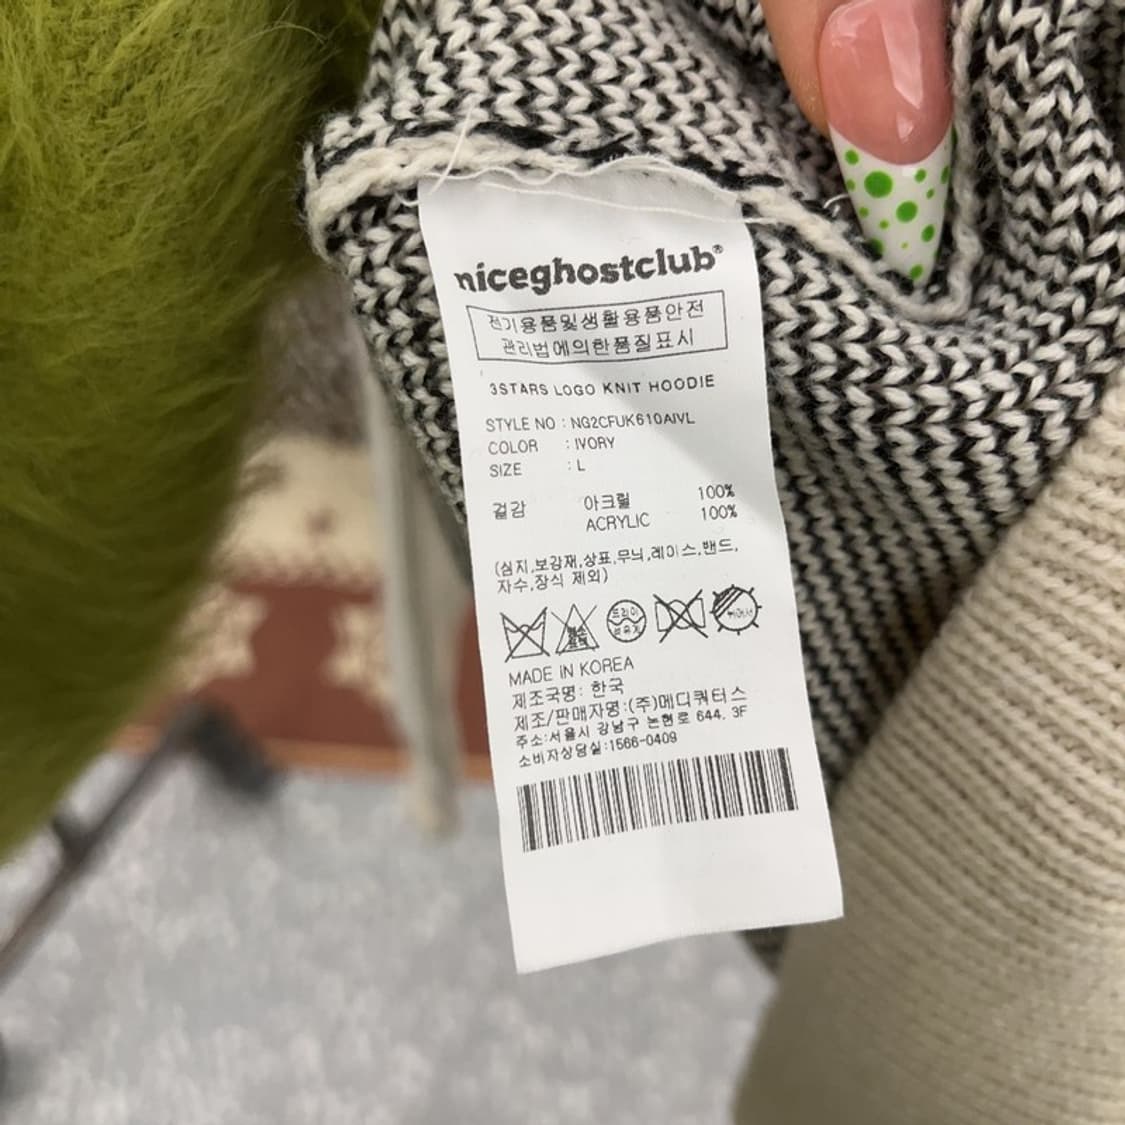 niceghostclub®
전기용품및생활용품안전
관리법에의한품질표시
3STARS LOGO KNIT HOODIE
STYLE NO : NG2CFUK610AIVL
COLOR : IVORY
SIZE : L
겉감 아크릴 100%
ACRYLIC 100%
(심지,보강재,상표,무늬,레이스,밴드,
자수,장식 제외)
드라이
MADE IN KOREA
제조국명: 한국
제조/판매자명:(주)메디쿼터스
주소:서울시 강남구 논현로 644, 3F
소비자상담실:1566-0409